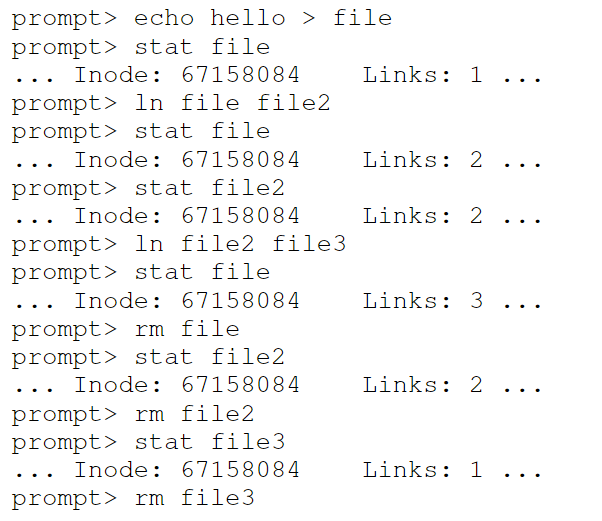 prompt> echo hello > file
prompt> stat file
... Inode: 67158084    Links: 1 ...
prompt> ln file file2
prompt> stat file
... Inode: 67158084    Links: 2 ...
prompt> stat file2
... Inode: 67158084    Links: 2 ...
prompt> ln file2 file3
prompt> stat file
... Inode: 67158084    Links: 3 ...
prompt> rm file
prompt> stat file2
... Inode: 67158084    Links: 2 ...
prompt> rm file2
prompt> stat file3
... Inode: 67158084    Links: 1 ...
prompt> rm file3